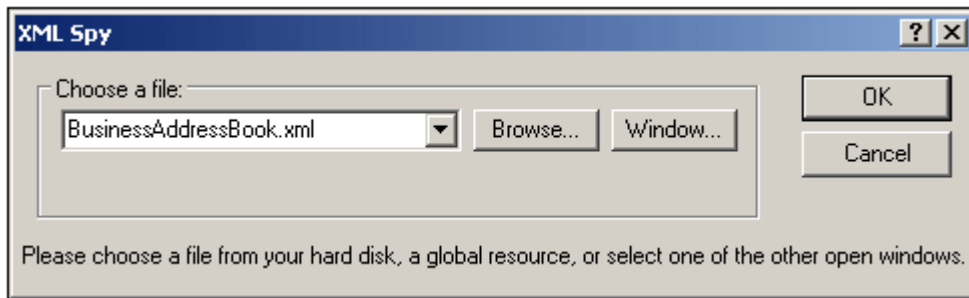 XML Spy
Choose a file:
BusinessAddressBook.xml Browse... Window...
OK
Cancel
Please choose a file from your hard disk, a global resource, or select one of the other open windows.